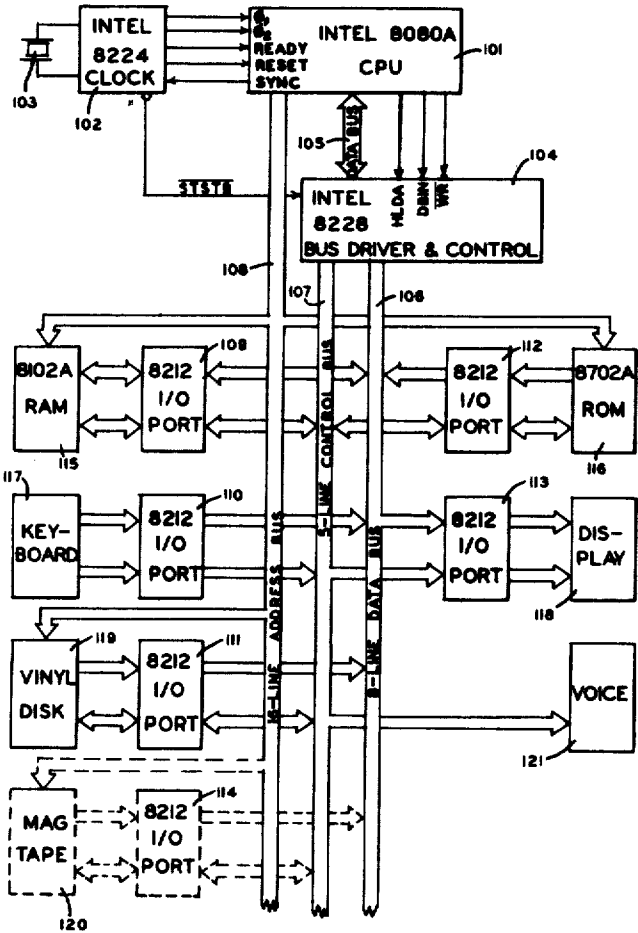 INTEL
8224
CLOCK
102
103
Ø1
Ø2
READY
RESET
SYNC
INTEL 8080A
CPU
101
105
DATA BUS
HLDA
DBIN
WR
104
STSTB
INTEL
8228
BUS DRIVER & CONTROL
108
107
106
8102A
RAM
115
109
8212
I/O
PORT
112
8212
I/O
PORT
8702A
ROM
116
5-LINE CONTROL BUS
16-LINE ADDRESS BUS
8-LINE DATA BUS
117
KEY-
BOARD
110
8212
I/O
PORT
113
8212
I/O
PORT
DIS-
PLAY
118
119
VINYL
DISK
111
8212
I/O
PORT
VOICE
121
MAG
TAPE
120
114
8212
I/O
PORT